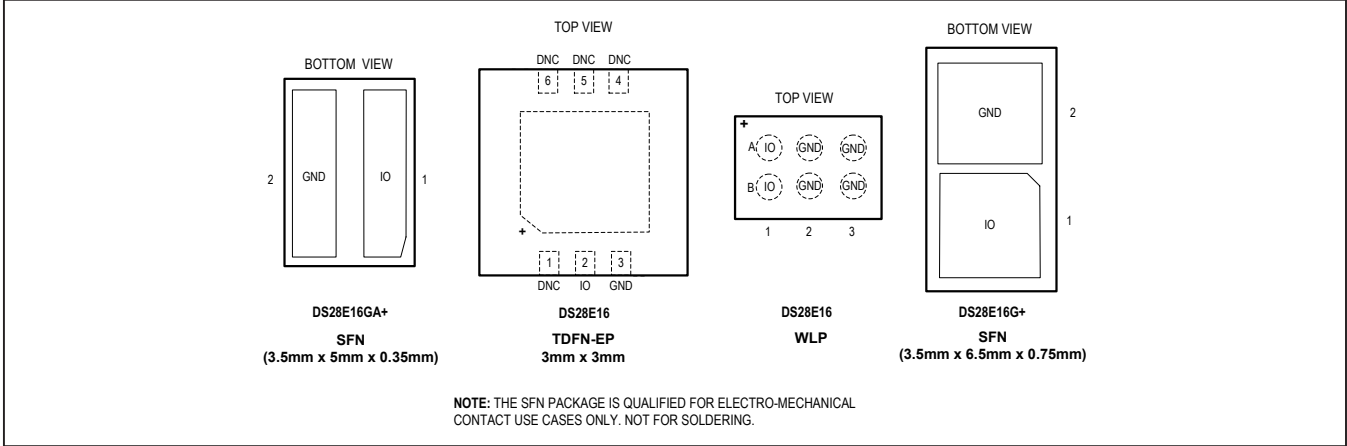 BOTTOM VIEW
2
GND
IO
1
DS28E16GA+
SFN
(3.5mm x 5mm x 0.35mm)
TOP VIEW
DNC DNC DNC
6 5 4
+
1 2 3
DNC IO GND
DS28E16
TDFN-EP
3mm x 3mm
TOP VIEW
+
A IO GND GND
B IO GND GND
1 2 3
DS28E16
WLP
BOTTOM VIEW
GND
2
IO
1
DS28E16G+
SFN
(3.5mm x 6.5mm x 0.75mm)
NOTE: THE SFN PACKAGE IS QUALIFIED FOR ELECTRO-MECHANICAL
CONTACT USE CASES ONLY. NOT FOR SOLDERING.